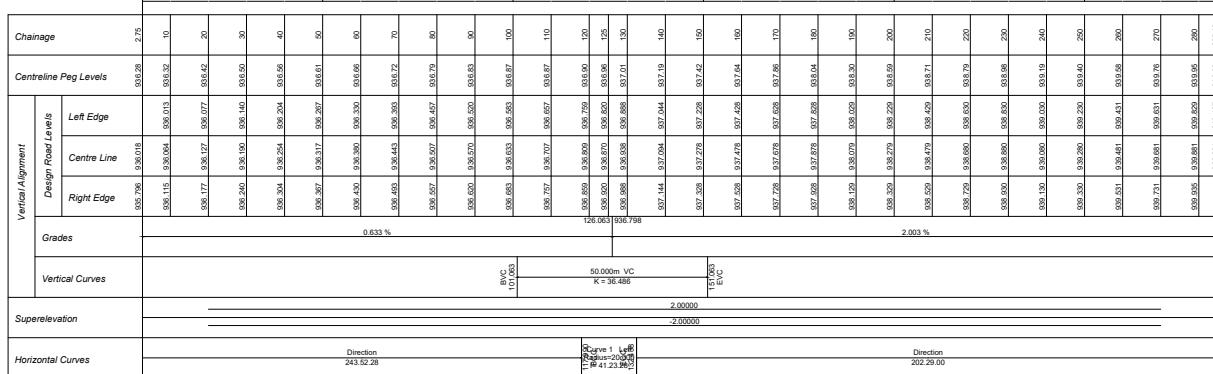 Chainage 2.75 10 20 30 40 50 60 70 80 90 100 110 120 125 130 140 150 160 170 180 190 200 210 220 230 240 250 260 270 280
Centreline Peg Levels 936.28 936.32 936.42 936.50 936.56 936.61 936.66 936.72 936.79 936.83 936.87 936.87 936.90 936.96 937.01 937.19 937.42 937.64 937.86 938.04 938.30 938.59 938.71 938.79 938.98 939.19 939.40 939.58 939.76 939.95
Vertical Alignment
Design Road Levels
Left Edge 936.013 936.077 936.140 936.204 936.267 936.330 936.393 936.457 936.520 936.583 936.657 936.759 936.820 936.888 937.044 937.228 937.428 937.628 937.828 938.029 938.229 938.429 938.630 938.830 939.030 939.230 939.431 939.631 939.829
Centre Line 936.018 936.064 936.127 936.190 936.254 936.317 936.380 936.443 936.507 936.570 936.633 936.707 936.809 936.870 936.938 937.094 937.278 937.478 937.678 937.878 938.079 938.279 938.479 938.680 938.880 939.080 939.280 939.481 939.681 939.881
Right Edge 935.796 936.115 936.177 936.240 936.304 936.367 936.430 936.493 936.557 936.620 936.683 936.757 936.859 936.920 936.988 937.144 937.328 937.528 937.728 937.928 938.129 938.329 938.529 938.729 938.930 939.130 939.330 939.531 939.731 939.935
Grades 0.633 % 126.063 936.798 2.003 %
Vertical Curves BVC 101.063 50.000m VC K = 36.486 151.063 EVC
Superelevation 2.00000
-2.00000
Horizontal Curves Direction 243.52.28 Curve 1 Left Direction 202.29.00